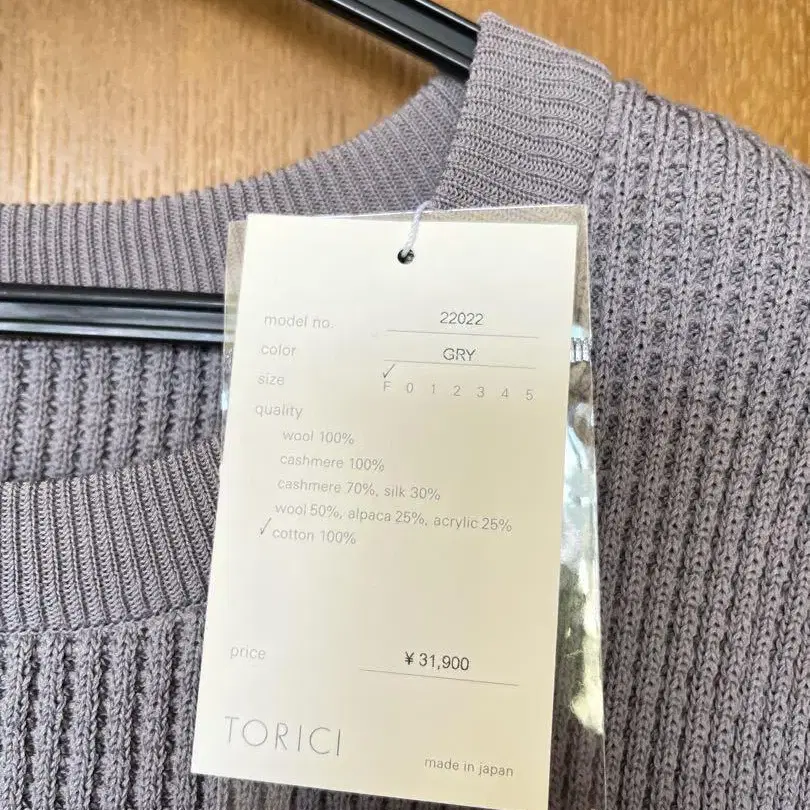 model no. 22022
color GRY
size ✓F 0 1 2 3 4 5
quality
wool 100%
cashmere 100%
cashmere 70%, silk 30%
wool 50%, alpaca 25%, acrylic 25%
✓cotton 100%
price ¥ 31,900
TORICI
made in japan